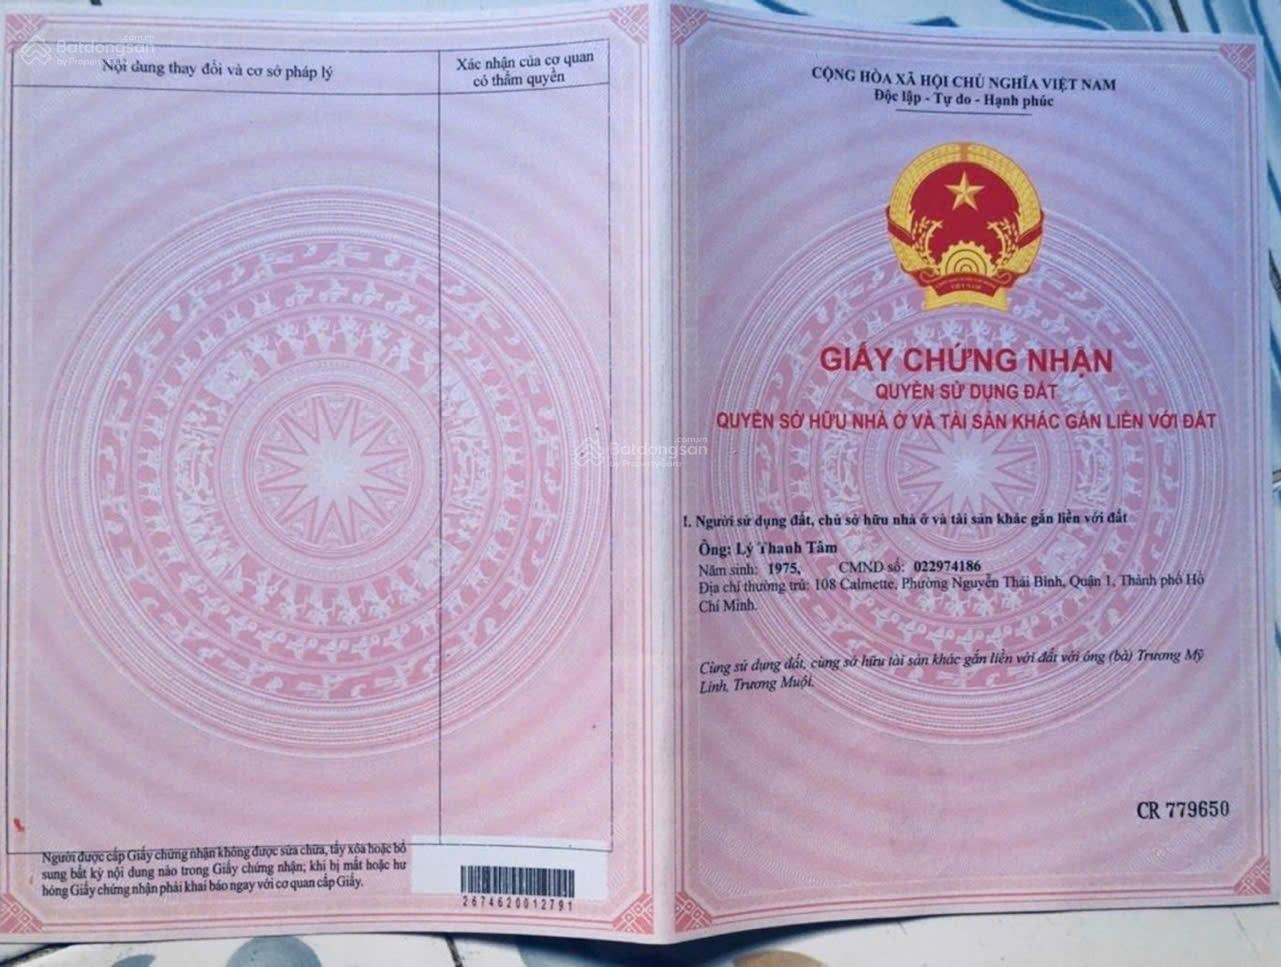 Nội dung thay đổi và cơ sở pháp lý
Xác nhận của cơ quan
có thẩm quyền
Người được cấp Giấy chứng nhận không được sửa chữa, tẩy xóa hoặc bổ
sung bất kỳ nội dung nào trong Giấy chứng nhận; khi bị mất hoặc hư
hỏng Giấy chứng nhận phải khai báo ngay với cơ quan cấp Giấy.
2674620012791
CỘNG HÒA XÃ HỘI CHỦ NGHĨA VIỆT NAM
Độc lập - Tự do - Hạnh phúc
VIỆT NAM
GIẤY CHỨNG NHẬN
QUYỀN SỬ DỤNG ĐẤT
QUYỀN SỞ HỮU NHÀ Ở VÀ TÀI SẢN KHÁC GẮN LIỀN VỚI ĐẤT
I. Người sử dụng đất, chủ sở hữu nhà ở và tài sản khác gắn liền với đất
Ông: Lý Thanh Tâm
Năm sinh: 1975, CMND số: 022974186
Địa chỉ thường trú: 108 Calmette, Phường Nguyễn Thái Bình, Quận 1, Thành phố Hồ
Chí Minh.
Cùng sử dụng đất, cùng sở hữu tài sản khác gắn liền với đất với ông (bà) Trương Mỹ
Linh, Trương Muội.
CR 779650
Batdongsan
by PropertyGuru
Batdongsan
.com.vn
by PropertyGuru